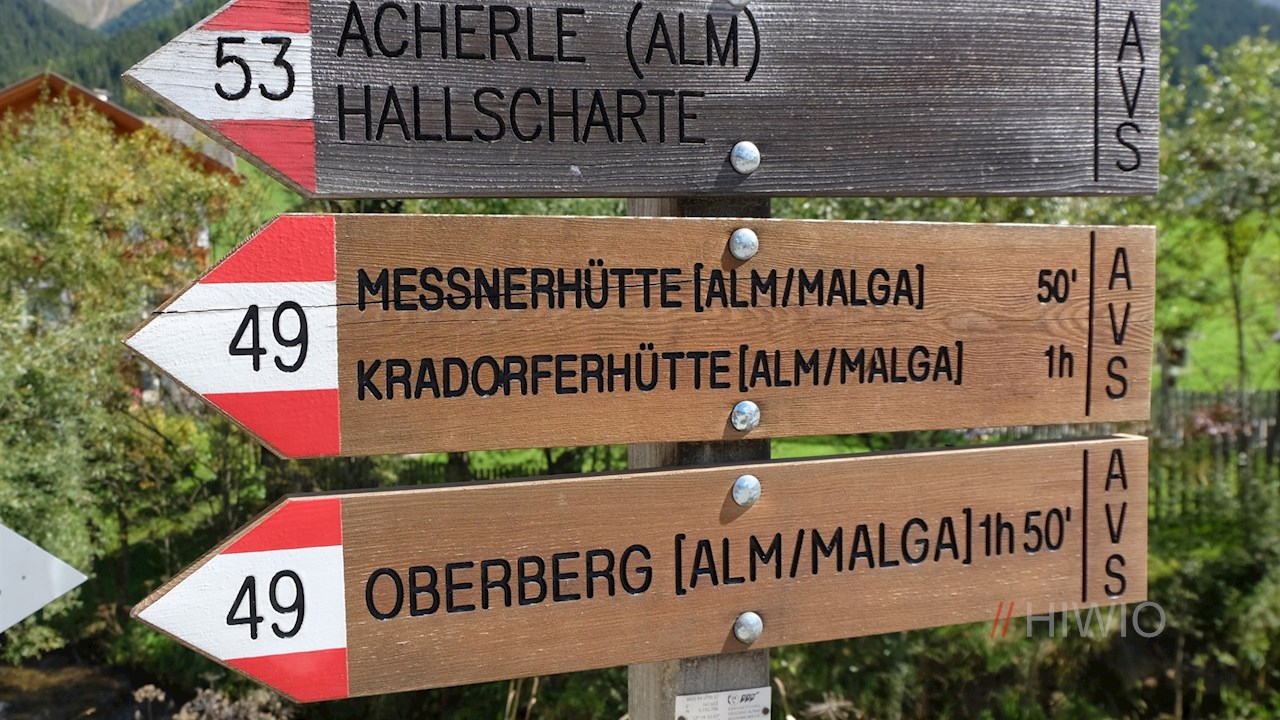 53
ACHERLE (ALM)
HALLSCHARTE
AVS
49
MESSNERHÜTTE [ALM/MALGA] 50'
KRADORFERHÜTTE [ALM/MALGA] 1h
AVS
49
OBERBERG [ALM/MALGA] 1h 50'
AVS
// HIWIO